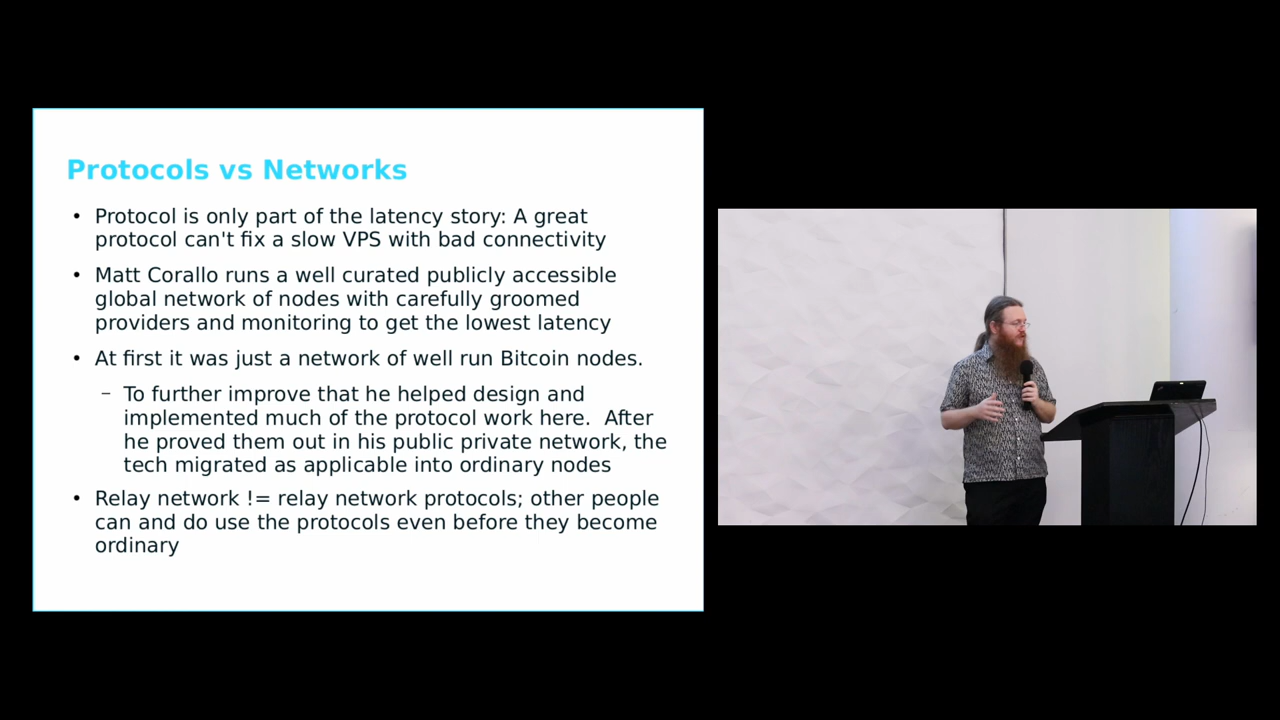 Protocols vs Networks
• Protocol is only part of the latency story: A great
protocol can't fix a slow VPS with bad connectivity
• Matt Corallo runs a well curated publicly accessible
global network of nodes with carefully groomed
providers and monitoring to get the lowest latency
• At first it was just a network of well run Bitcoin nodes.
– To further improve that he helped design and
implemented much of the protocol work here.  After
he proved them out in his public private network, the
tech migrated as applicable into ordinary nodes
• Relay network != relay network protocols; other people
can and do use the protocols even before they become
ordinary